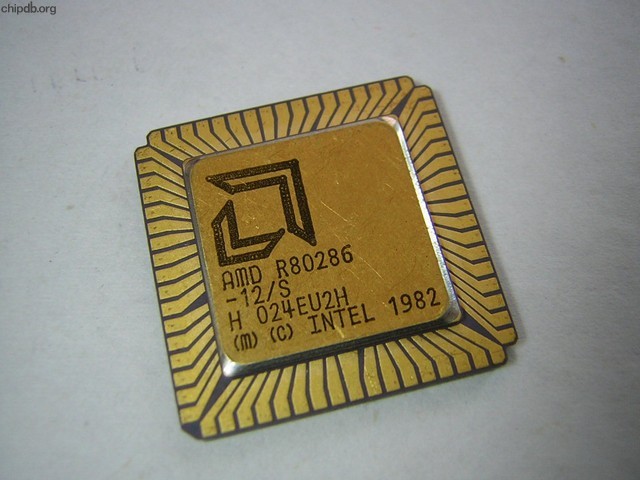 chipdb.org
AMD R80286
-12/S
H 024EU2H
(M) (C) INTEL 1982